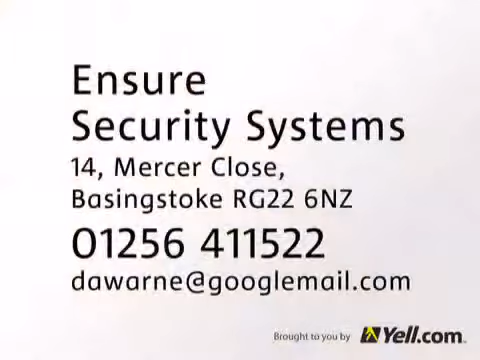 Ensure
Security Systems
14, Mercer Close,
Basingstoke RG22 6NZ
01256 411522
dawarne@googlemail.com
Brought to you by Yell.com